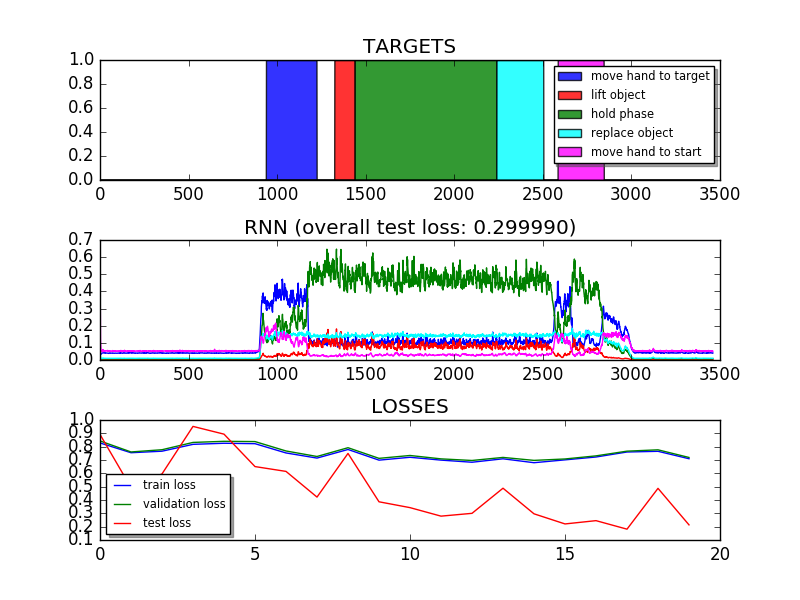 TARGETS
1.0
0.8
0.6
0.4
0.2
0.0
move hand to target
lift object
hold phase
replace object
move hand to start
0 500 1000 1500 2000 2500 3000 3500
RNN (overall test loss: 0.299990)
0.7
0.6
0.5
0.4
0.3
0.2
0.1
0.0
0 500 1000 1500 2000 2500 3000 3500
LOSSES
1.0
0.9
0.8
0.7
0.6
0.5
0.4
0.3
0.2
0.1
train loss
validation loss
test loss
0 5 10 15 20